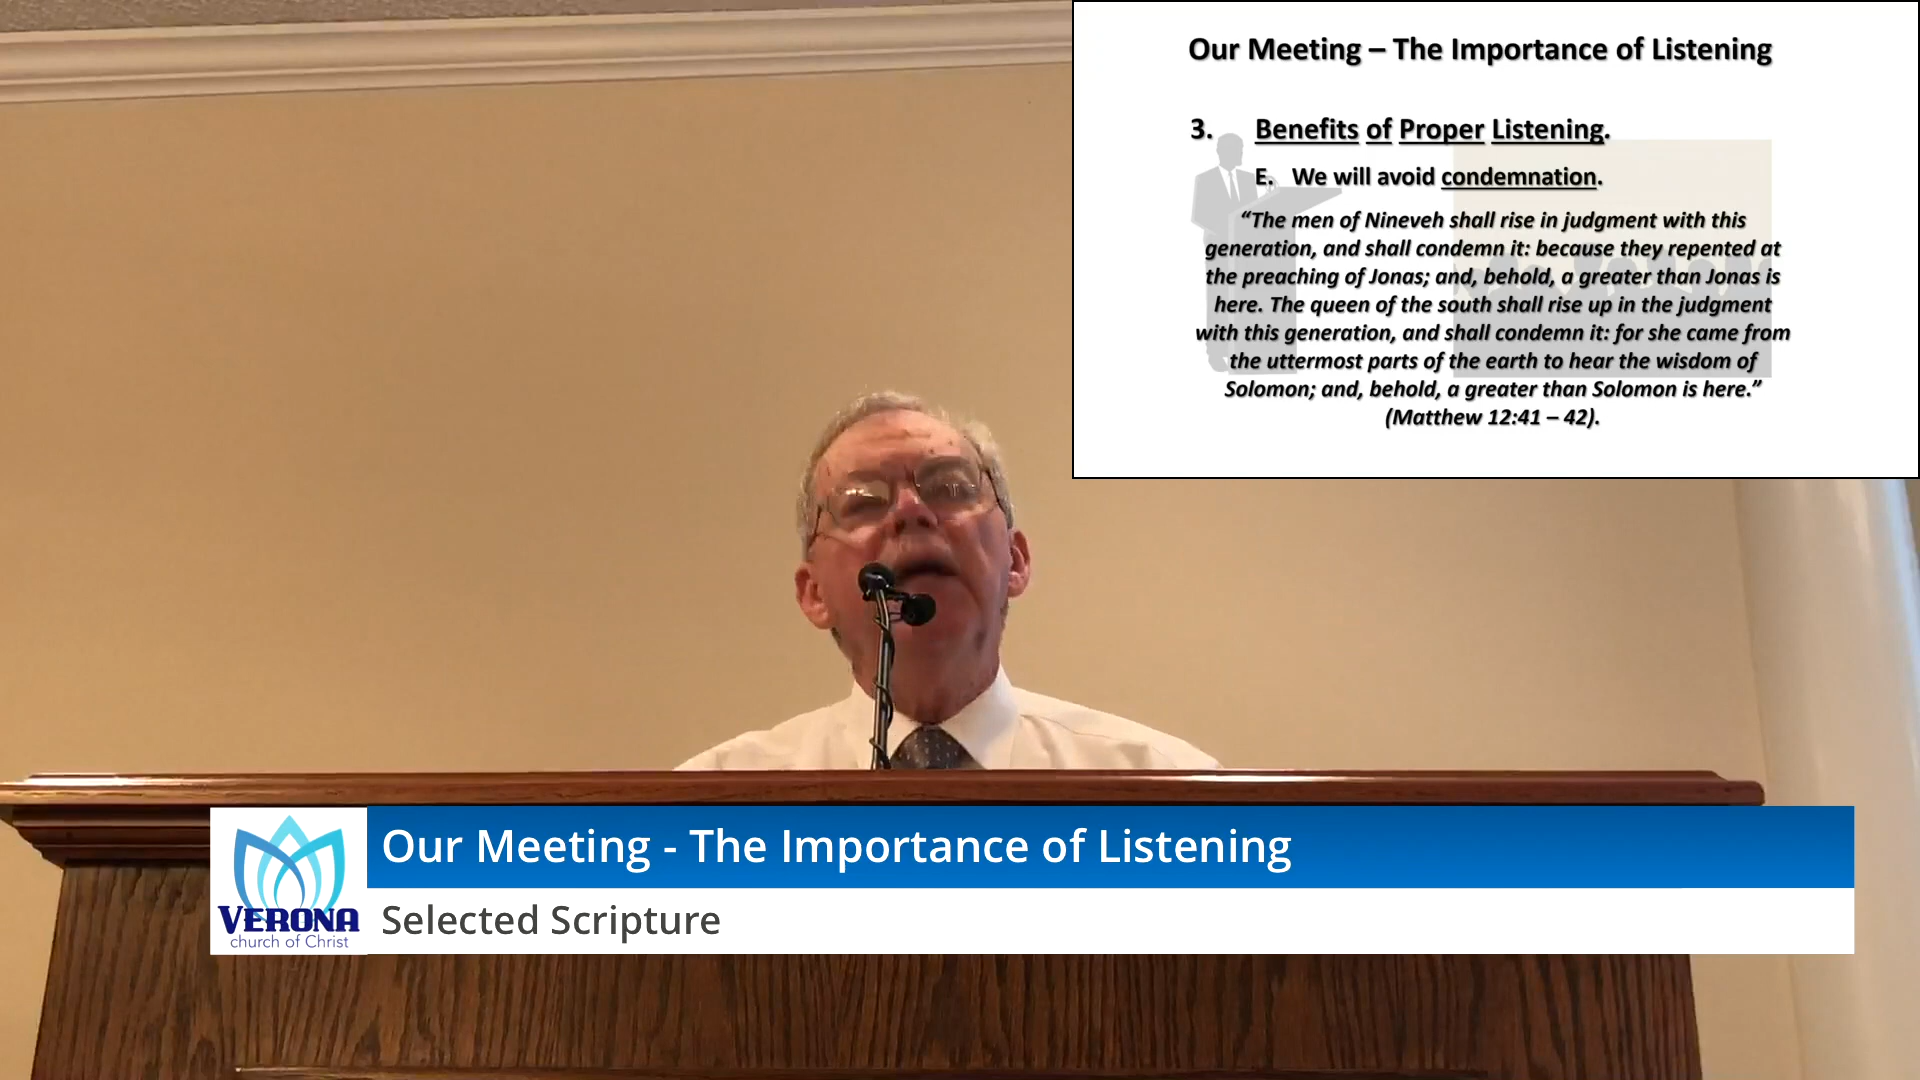 Our Meeting – The Importance of Listening
3. Benefits of Proper Listening.
E. We will avoid condemnation.
“The men of Nineveh shall rise in judgment with this
generation, and shall condemn it: because they repented at
the preaching of Jonas; and, behold, a greater than Jonas is
here. The queen of the south shall rise up in the judgment
with this generation, and shall condemn it: for she came from
the uttermost parts of the earth to hear the wisdom of
Solomon; and, behold, a greater than Solomon is here.”
(Matthew 12:41 – 42).
Our Meeting - The Importance of Listening
Selected Scripture
VERONA
church of Christ